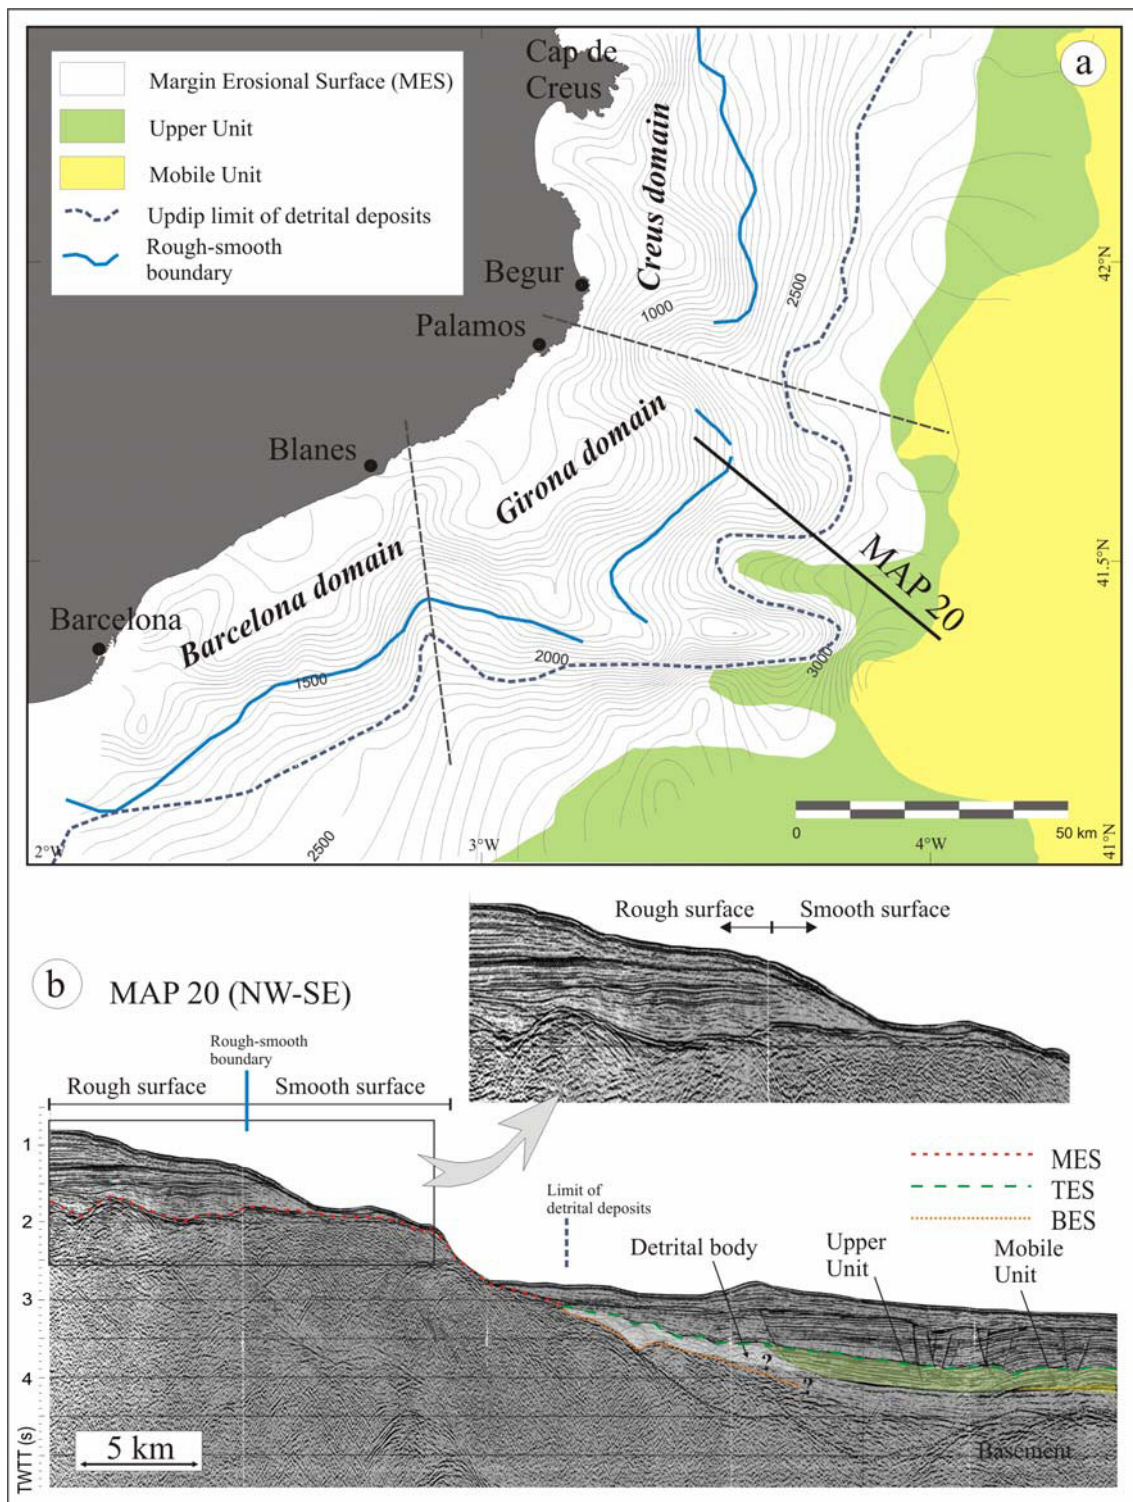 a
Margin Erosional Surface (MES)
Upper Unit
Mobile Unit
Updip limit of detrital deposits
Rough-smooth
boundary
Cap de
Creus
Creus domain
Begur
Palamos
Blanes
Barcelona
Girona domain
Barcelona domain
MAP 20
1000
2500
1500
2000
3000
2500
42°N
41.5°N
41°N
2°W
3°W
4°W
0
50 km
Rough surface
Smooth surface
b
MAP 20 (NW-SE)
Rough-smooth
boundary
Rough surface
Smooth surface
MES
TES
BES
Limit of
detrital deposits
Detrital body
Upper
Unit
Mobile
Unit
1
2
3
4
?
?
Basement
TWTT (s)
5 km